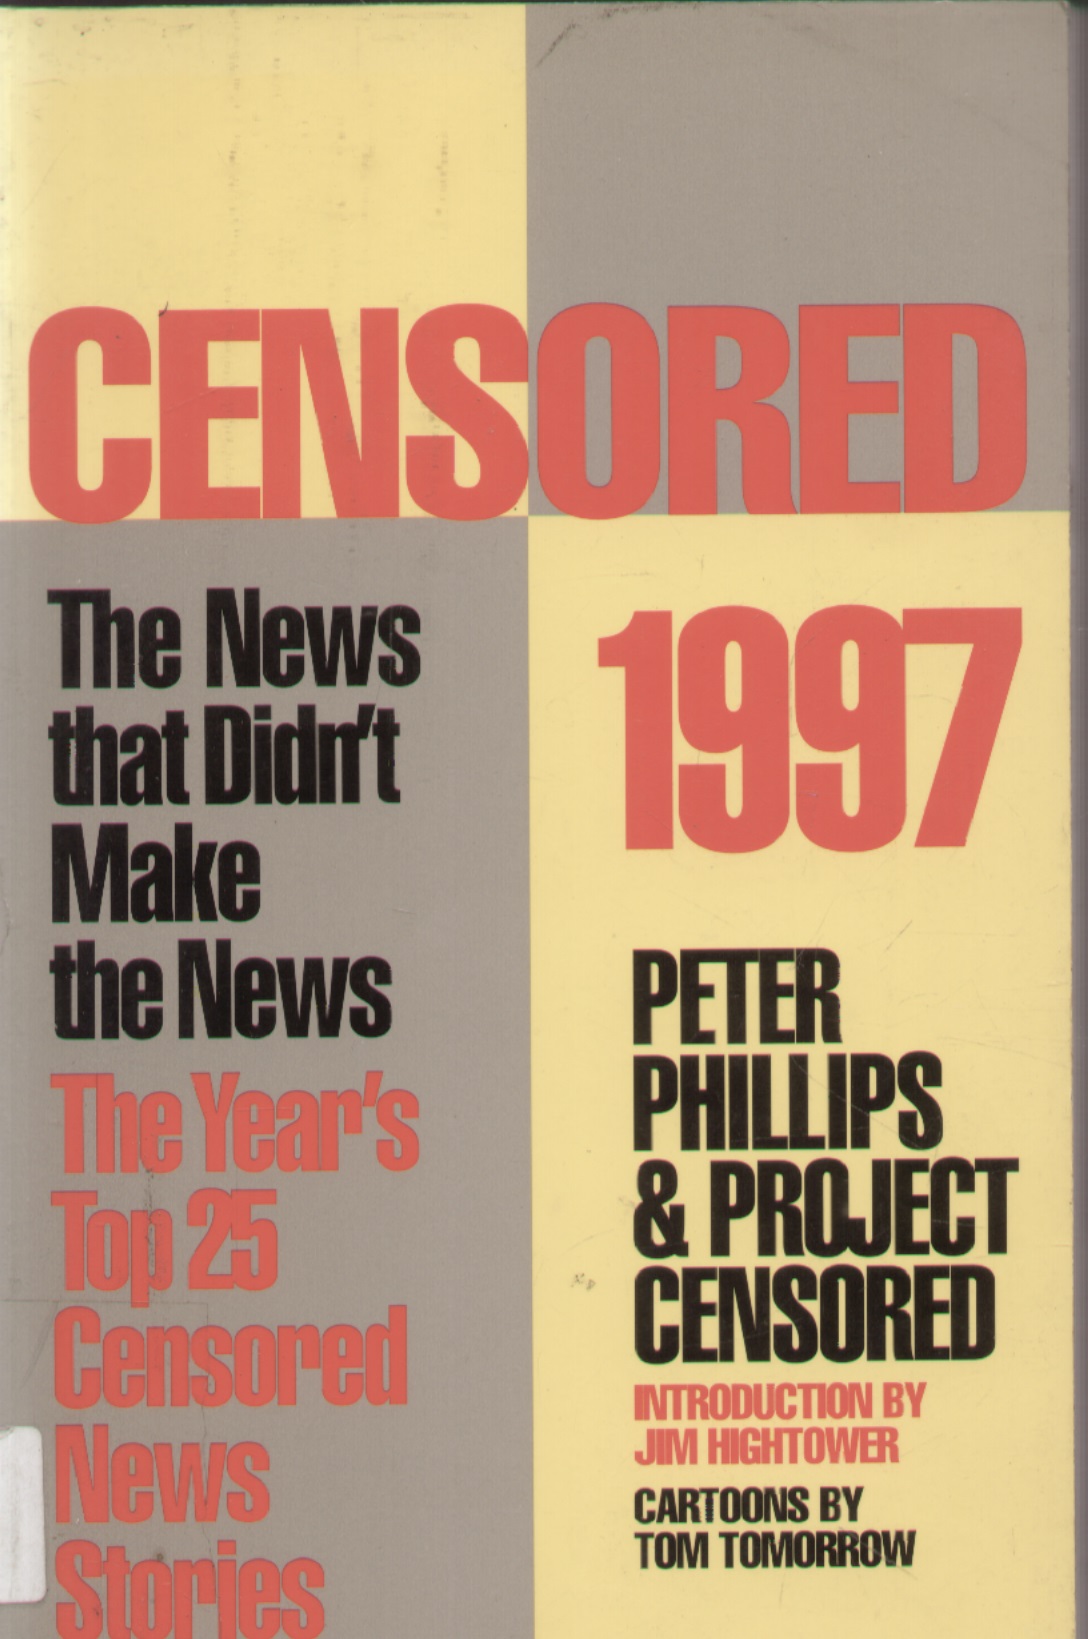 CENSORED
1997
The News
that Didn't
Make
the News
The Year's
Top 25
Censored
News
Stories
PETER
PHILLIPS
& PROJECT
CENSORED
INTRODUCTION BY
JIM HIGHTOWER
CARTOONS BY
TOM TOMORROW